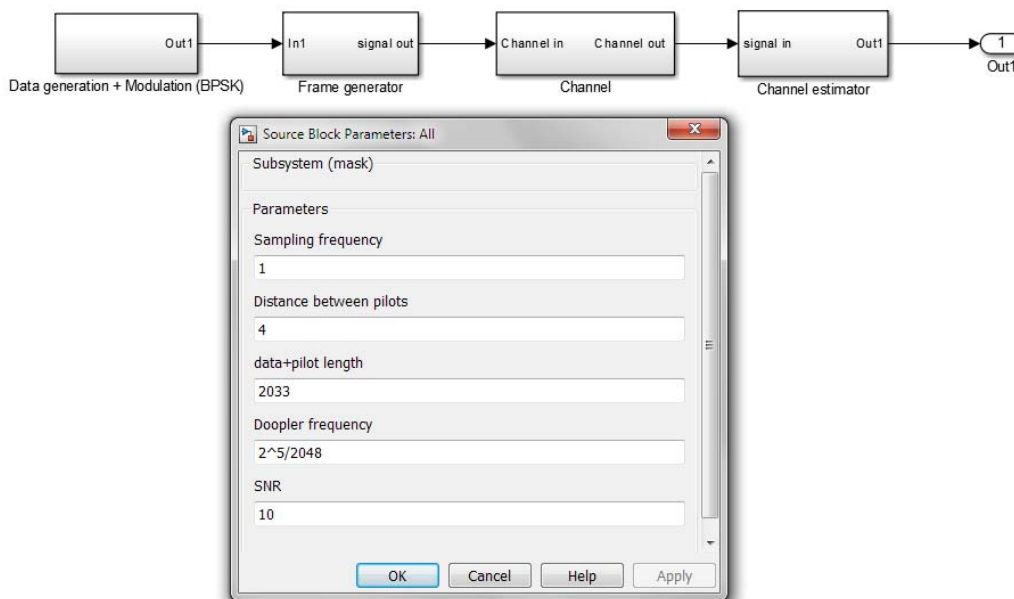 Out1
In1 signal out
Channel in Channel out
signal in Out1
1
Out1
Data generation + Modulation (BPSK)
Frame generator
Channel
Channel estimator
Source Block Parameters: All
Subsystem (mask)
Parameters
Sampling frequency
1
Distance between pilots
4
data+pilot length
2033
Doopler frequency
2^5/2048
SNR
10
OK Cancel Help Apply